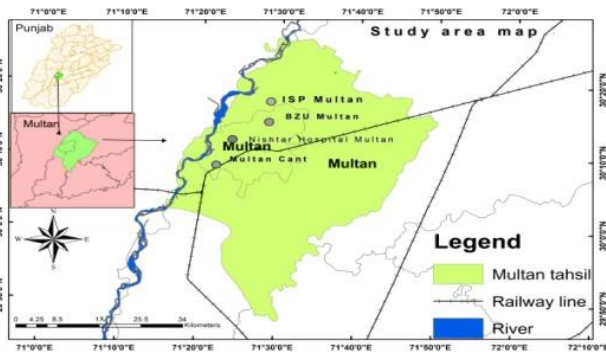 71°0'0"E 71°10'0"E 71°20'0"E 71°30'0"E 71°40'0"E 71°50'0"E 72°0'0"E
Punjab
Study area map
ISP Multan
BZU Multan
Multan
Nishtar Hospital Multan
Multan
Multan
Multan Cant
N
W E
S
Legend
Multan tahsil
Railway line
River
0 4.25 8.5 17 25.5 34
Kilometers
71°0'0"E 71°10'0"E 71°20'0"E 71°30'0"E 71°40'0"E 71°50'0"E 72°0'0"E